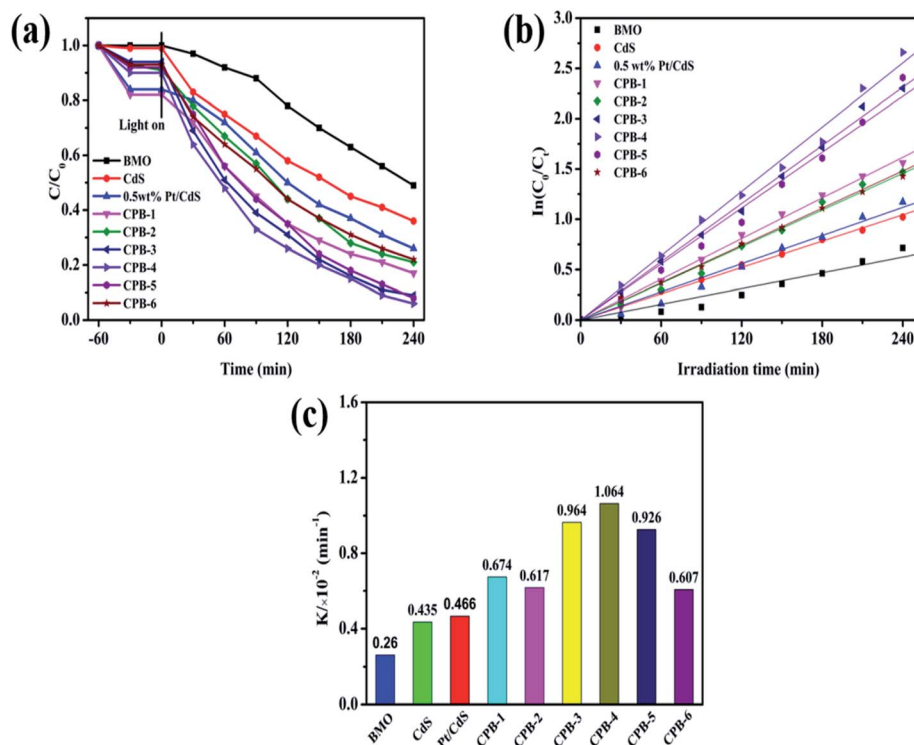 (a)
C/C0
1.0
0.8
0.6
0.4
0.2
0.0
Light on
BMO
CdS
0.5wt% Pt/CdS
CPB-1
CPB-2
CPB-3
CPB-4
CPB-5
CPB-6
-60 0 60 120 180 240
Time (min)
(b)
In(C0/Ct)
3.0
2.5
2.0
1.5
1.0
0.5
0.0
BMO
CdS
0.5 wt% Pt/CdS
CPB-1
CPB-2
CPB-3
CPB-4
CPB-5
CPB-6
0 30 60 90 120 150 180 210 240
Irradiation time (min)
(c)
K/×10-2 (min-1)
1.6
1.2
0.8
0.4
0.0
0.26
0.435
0.466
0.674
0.617
0.964
1.064
0.926
0.607
BMO
CdS
Pt/CdS
CPB-1
CPB-2
CPB-3
CPB-4
CPB-5
CPB-6